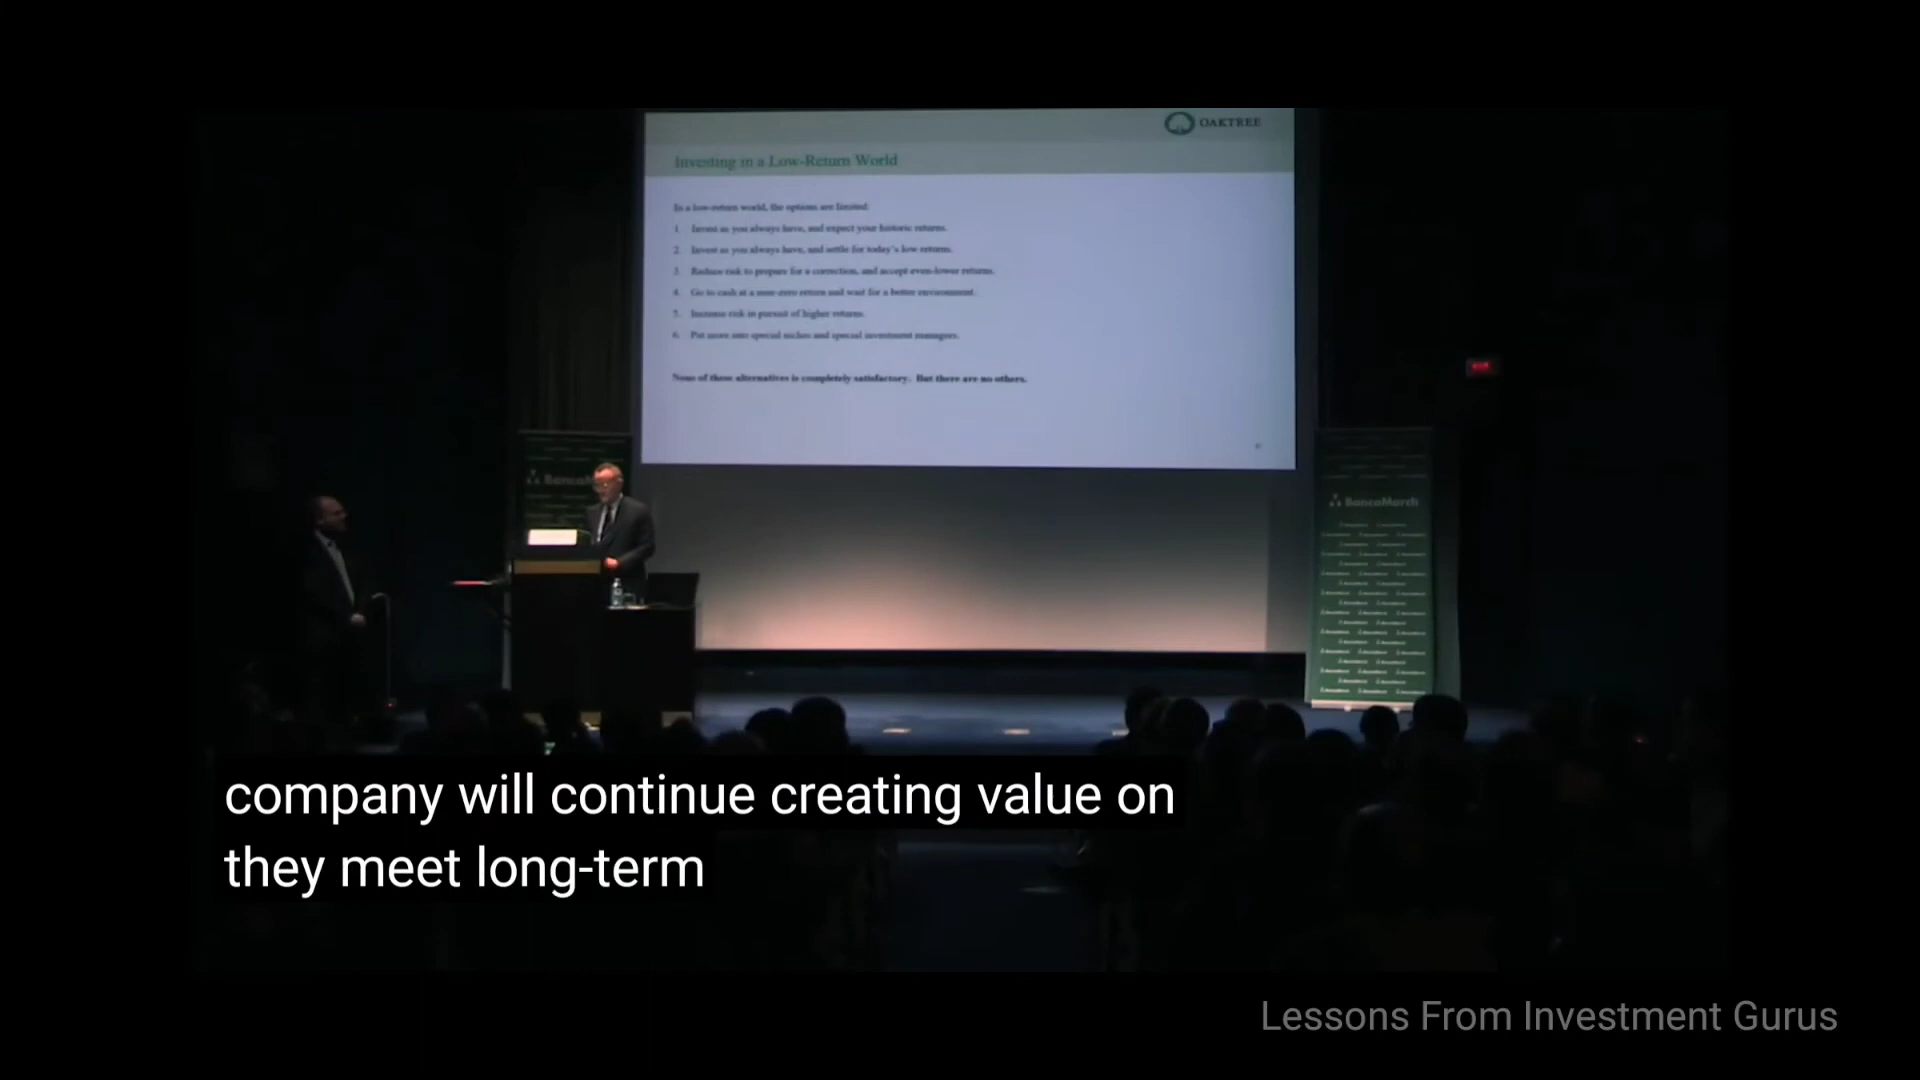 OAKTREE
Investing in a Low-Return World
In a low-return world, the options are limited:
1. Invest as you always have, and expect your historic returns.
2. Invest as you always have, and settle for today's low returns.
3. Reduce risk to prepare for a correction, and accept even-lower returns.
4. Go to cash at a near-zero return and wait for a better environment.
5. Increase risk in pursuit of higher returns.
6. Put more into special niches and special investment managers.
None of these alternatives is completely satisfactory. But there are no others.
BancaMarch
company will continue creating value on
they meet long-term
Lessons From Investment Gurus